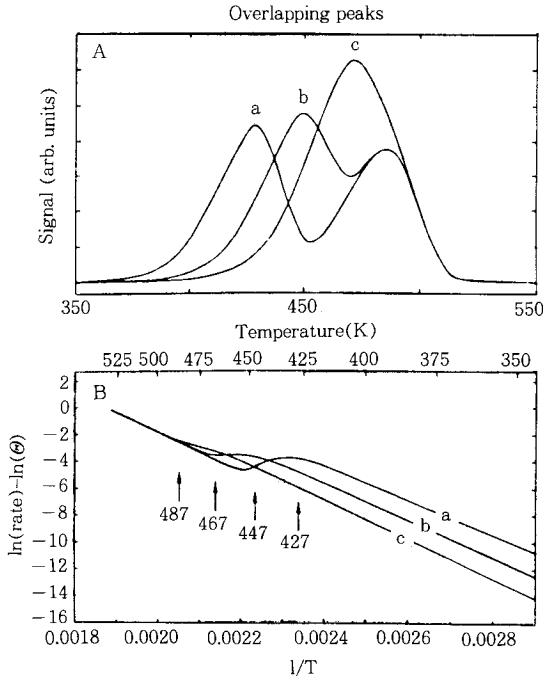 Overlapping peaks
A
a
b
c
Signal (arb. units)
350
450
550
Temperature(K)
525 500 475 450 425 400 375 350
B
2
0
−2
−4
−6
−8
−10
−12
−14
−16
ln(rate)−ln(Θ)
487
467
447
427
a
b
c
0.0018 0.0020 0.0022 0.0024 0.0026 0.0028
1/T